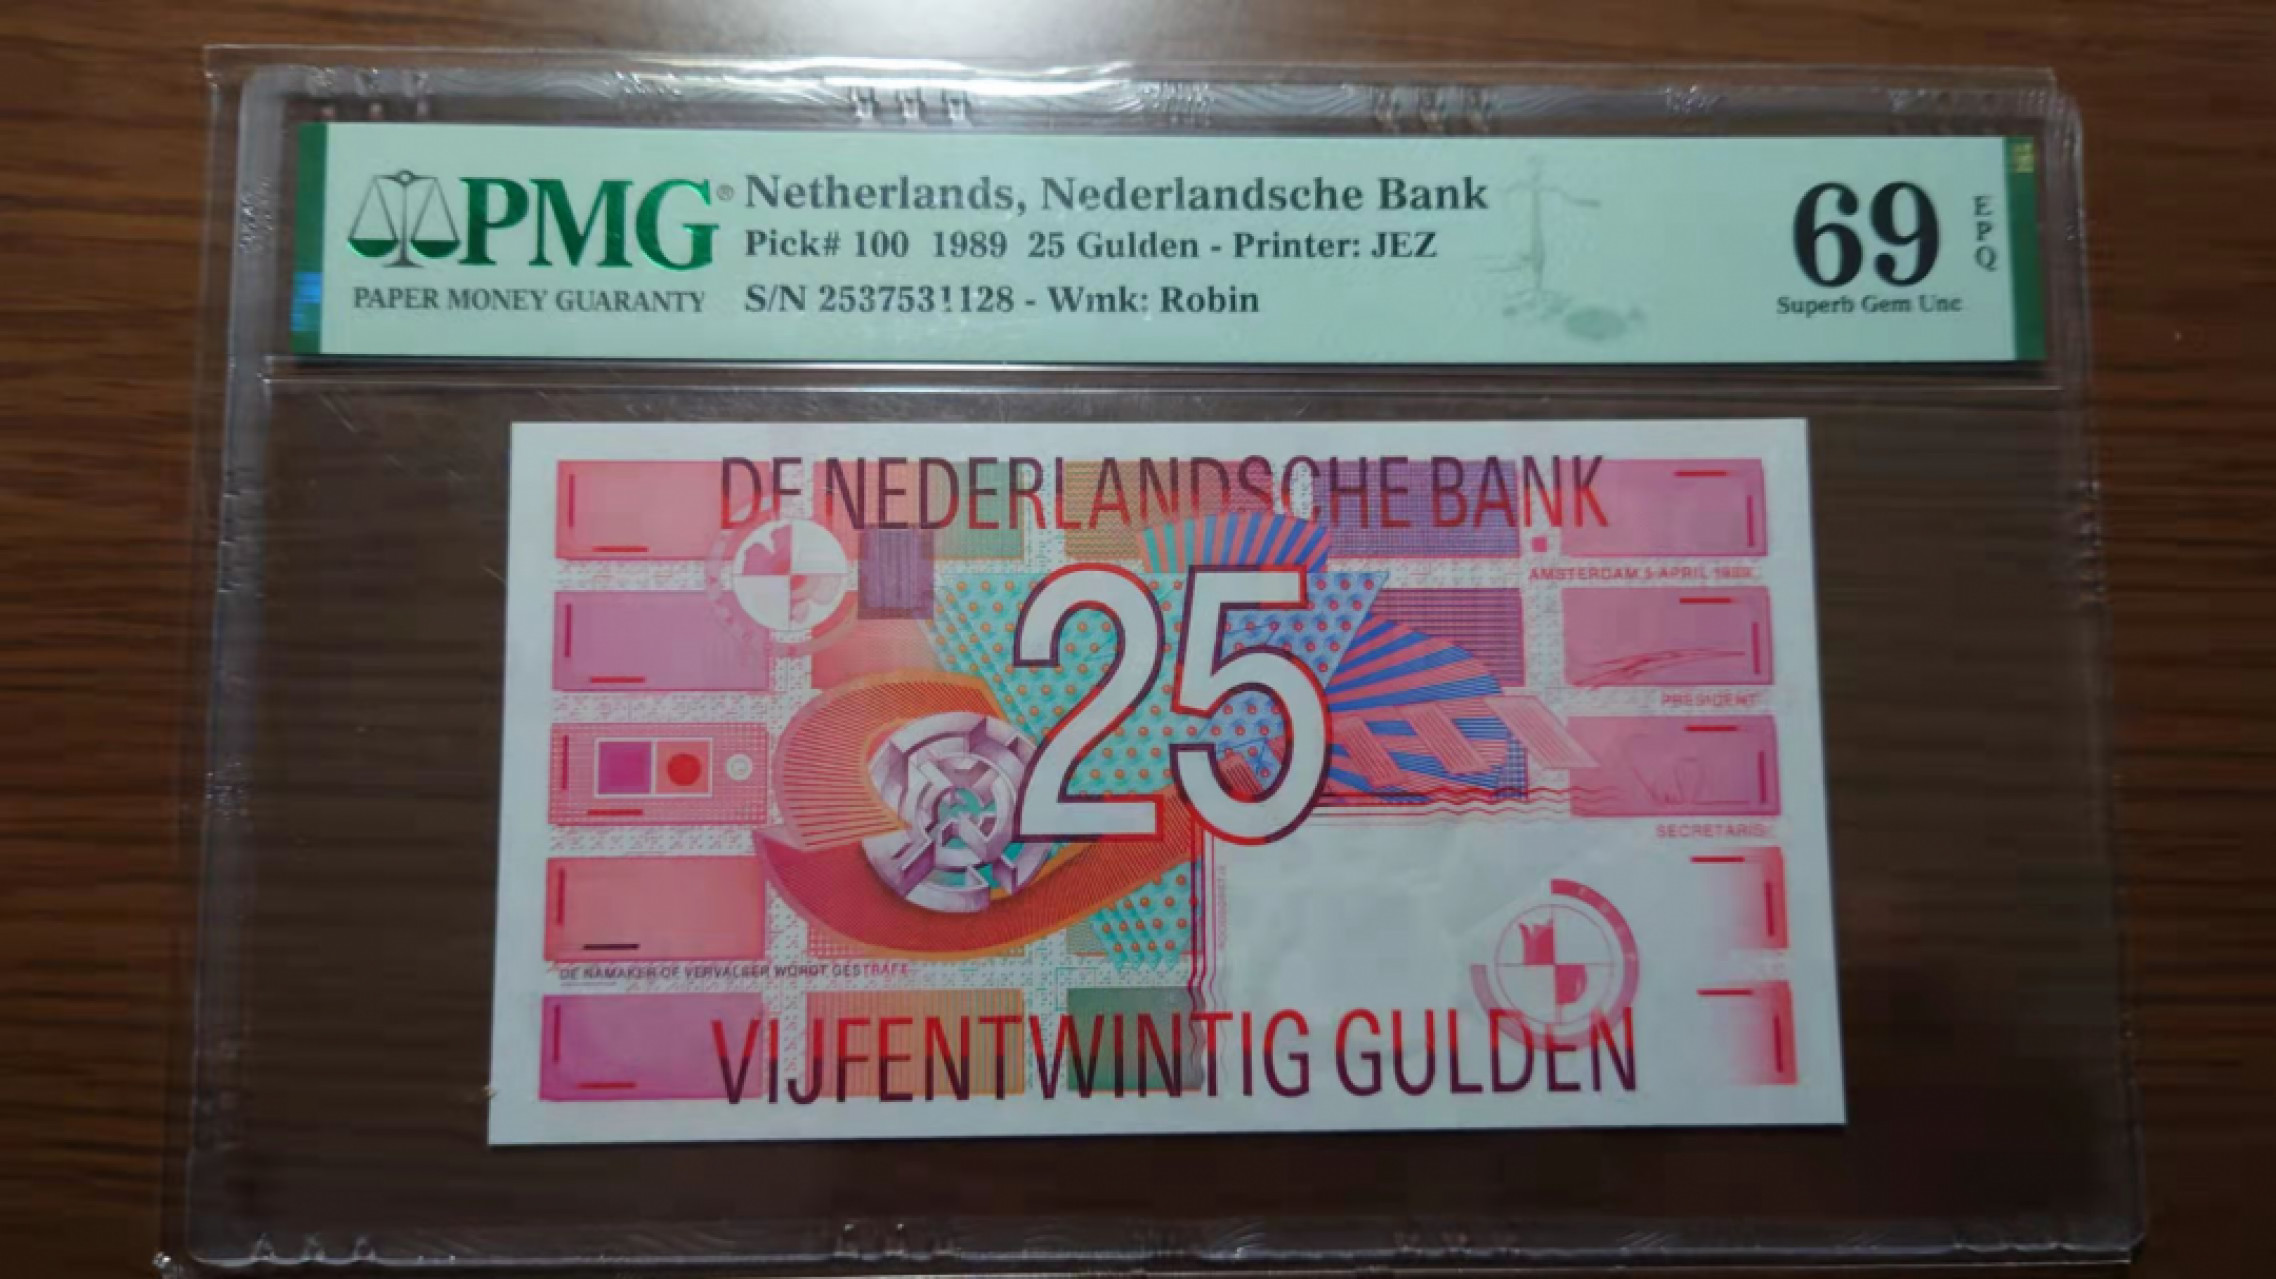 PMG®
PAPER MONEY GUARANTY
Netherlands, Nederlandsche Bank
Pick# 100 1989 25 Gulden - Printer: JEZ
S/N 2537531128 - Wmk: Robin
69
EPQ
Superb Gem Unc
DE NEDERLANDSCHE BANK
AMSTERDAM 5 APRIL 1989
25
PRESIDENT
SECRETARIS
DE NAMAKER OF VERVALSER WORDT GESTRAFT
VIJFENTWINTIG GULDEN